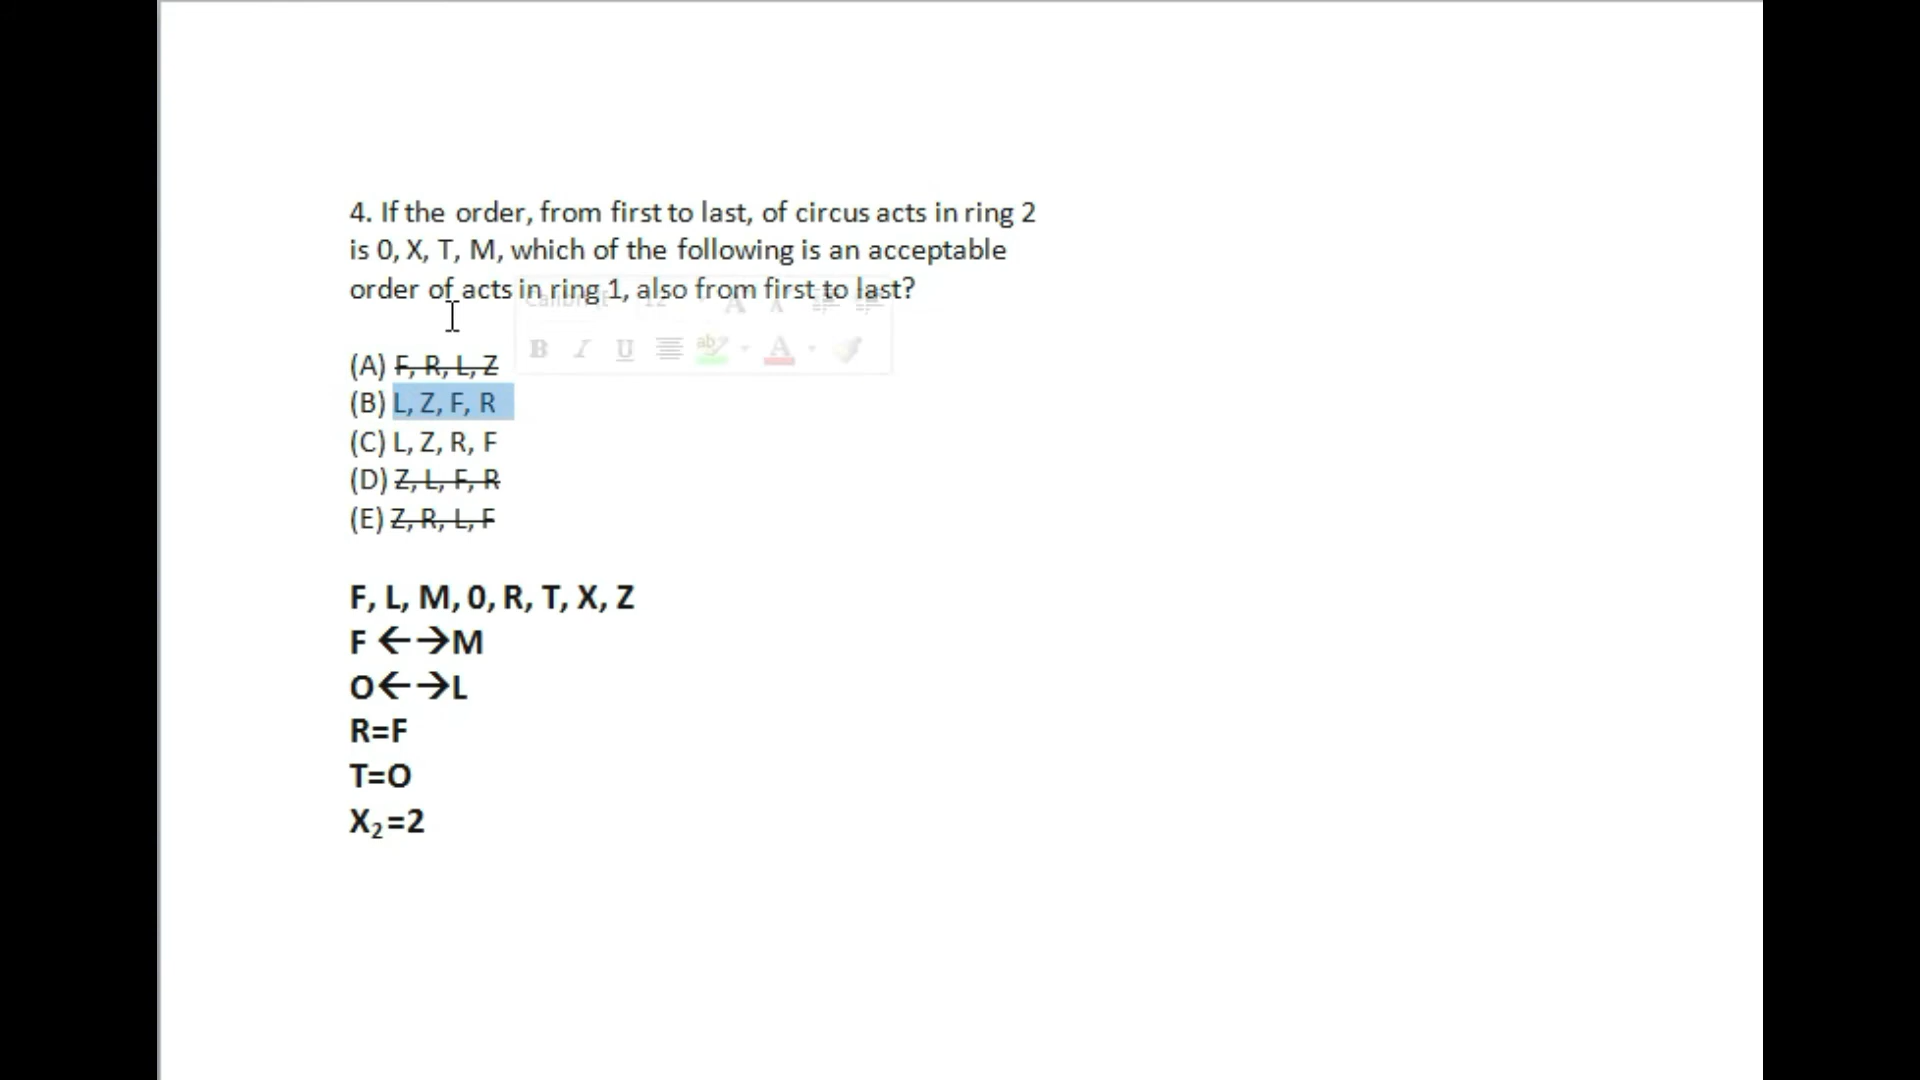 4. If the order, from first to last, of circus acts in ring 2
is 0, X, T, M, which of the following is an acceptable
order of acts in ring 1, also from first to last?
(A) F, R, L, Z
(B) L, Z, F, R
(C) L, Z, R, F
(D) Z, L, F, R
(E) Z, R, L, F
F, L, M, 0, R, T, X, Z
F ←→M
O←→L
R=F
T=O
X₂=2